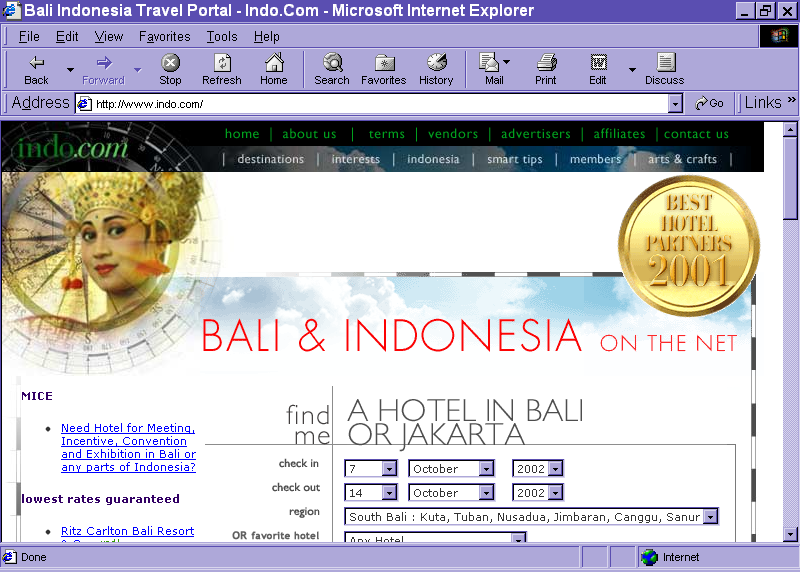 Bali Indonesia Travel Portal - Indo.Com - Microsoft Internet Explorer
File Edit View Favorites Tools Help
Back Forward Stop Refresh Home Search Favorites History Mail Print Edit Discuss
Address http://www.indo.com/ Go Links »
indo.com
home | about us | terms | vendors | advertisers | affiliates | contact us
| destinations | interests | indonesia | smart tips | members | arts & crafts |
BEST
HOTEL
PARTNERS
2001
BALI & INDONESIA ON THE NET
MICE
Need Hotel for Meeting,
Incentive, Convention
and Exhibition in Bali or
any parts of Indonesia?
lowest rates guaranteed
Ritz Carlton Bali Resort
find me
A HOTEL IN BALI
OR JAKARTA
check in 7 October 2002
check out 14 October 2002
region South Bali : Kuta, Tuban, Nusadua, Jimbaran, Canggu, Sanur
OR favorite hotel Any Hotel
Done Internet